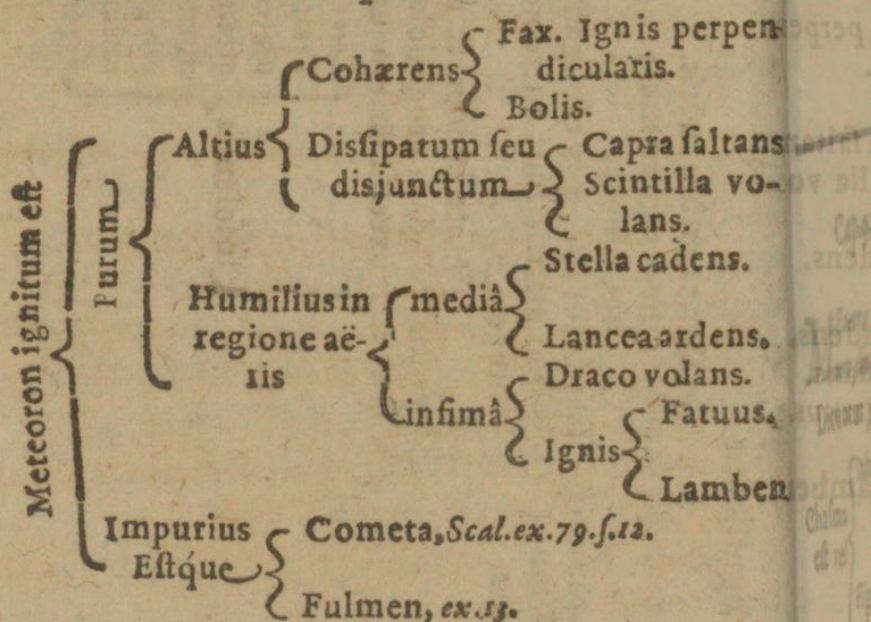 Meteoron ignitum eſt
Purum
Altius
Cohærens
Fax. Ignis perpen
dicularis.
Bolis.
Disſipatum ſeu
disjunctum
Capra ſaltans
Scintilla vo-
lans.
Humilius in
regione aë-
ris
mediâ
Stella cadens.
Lancea ardens.
infimâ
Draco volans.
Ignis
Fatuus.
Lamben
Impurius
Eſtq́ue
Cometa, Scal. ex. 79. ſ. 12.
Fulmen, ex. 13.